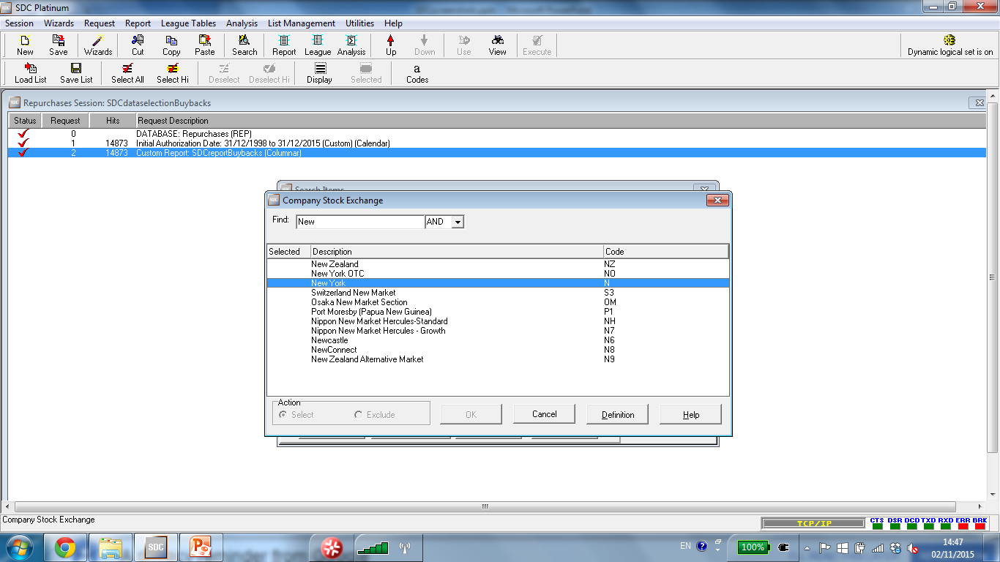 SDC Platinum
Session Wizards Request Report League Tables Analysis List Management Utilities Help
New Save Wizards Cut Copy Paste Search Report League Analysis Up Down Use View Execute Dynamic logical set is on
Load List Save List Select All Select Hi Deselect Deselect Hi Display Selected a Codes
SDC Repurchases Session: SDCdataselectionBuybacks
Status Request Hits Request Description
0 DATABASE: Repurchases (REP)
1 14873 Initial Authorization Date: 31/12/1998 to 31/12/2015 (Custom) (Calendar)
2 14873 Custom Report: SDCreportBuybacks (Columnar)
Search Items
SDC Company Stock Exchange
Find: New AND
Selected Description Code
New Zealand NZ
New York OTC NO
New York N
Switzerland New Market S3
Osaka New Market Section OM
Port Moresby (Papua New Guinea) P1
Nippon New Market Hercules-Standard NH
Nippon New Market Hercules - Growth N7
Newcastle N6
NewConnect N8
New Zealand Alternative Market N9
Action
Select Exclude OK Cancel Definition Help
Company Stock Exchange
TCP/IP
CTS DSR DCD TXD RXD ERR BRK
SDC
EN
100%
14:47
02/11/2015